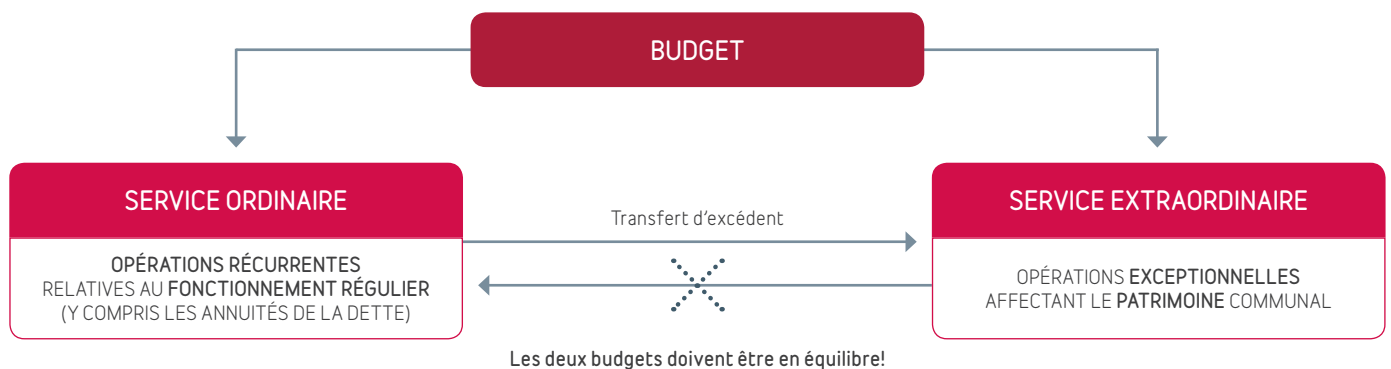 BUDGET
SERVICE ORDINAIRE
OPÉRATIONS RÉCURRENTES
RELATIVES AU FONCTIONNEMENT RÉGULIER
(Y COMPRIS LES ANNUITÉS DE LA DETTE)
Transfert d'excédent
SERVICE EXTRAORDINAIRE
OPÉRATIONS EXCEPTIONNELLES
AFFECTANT LE PATRIMOINE COMMUNAL
Les deux budgets doivent être en équilibre!